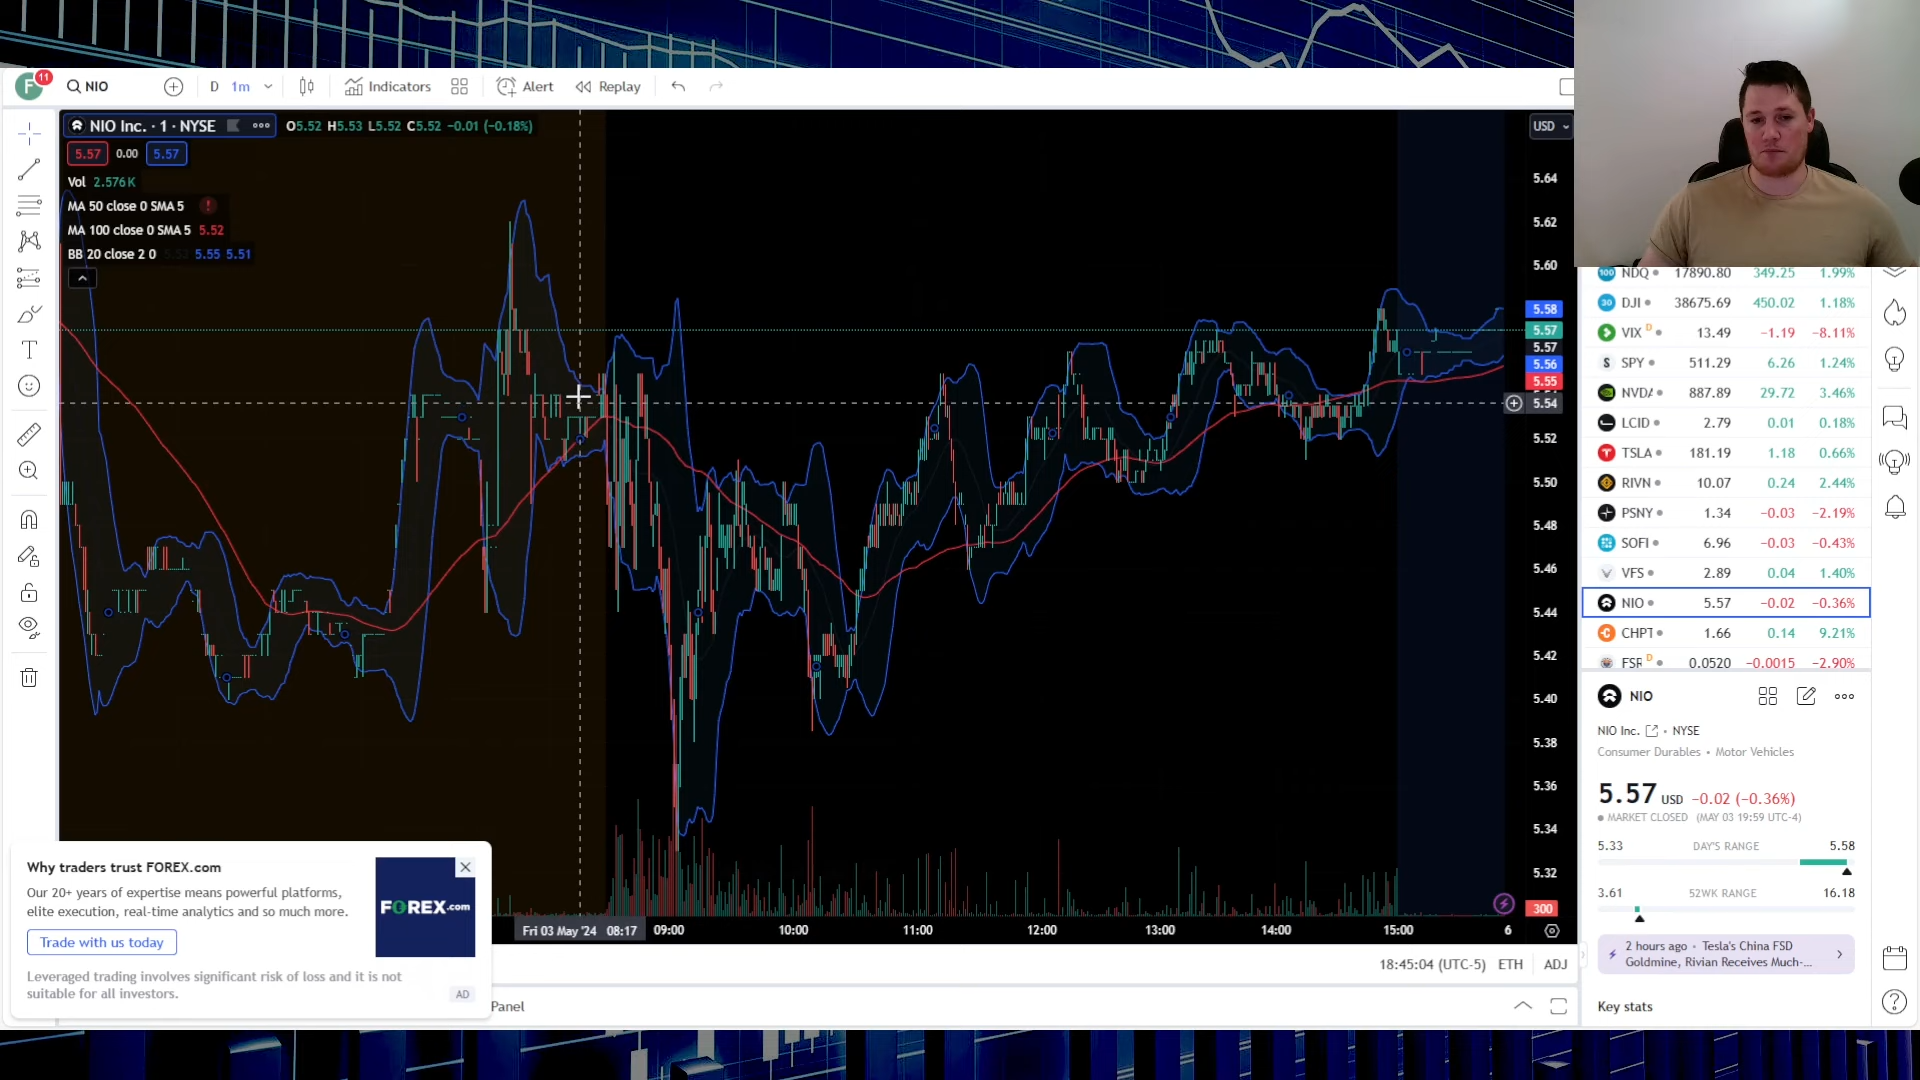 F 11 NIO D 1m Indicators Alert Replay
NIO Inc. · 1 · NYSE O5.52 H5.53 L5.52 C5.52 −0.01 (−0.18%) USD
5.57 0.00 5.57
Vol 2.576K
MA 50 close 0 SMA 5 !
MA 100 close 0 SMA 5 5.52
BB 20 close 2 0 5.53 5.55 5.51
5.64
5.62
5.60
5.58
5.57
5.57
5.56
5.55
5.54
5.52
5.50
5.48
5.46
5.44
5.42
5.40
5.38
5.36
5.34
5.32
300
Fri 03 May '24 08:17 09:00 10:00 11:00 12:00 13:00 14:00 15:00 6
18:45:04 (UTC-5) ETH ADJ
Panel
Why traders trust FOREX.com
Our 20+ years of expertise means powerful platforms,
elite execution, real-time analytics and so much more.
Trade with us today
FOREX.com
Leveraged trading involves significant risk of loss and it is not
suitable for all investors.
AD
100 NDQ 17890.80 349.25 1.99%
30 DJI 38675.69 450.02 1.18%
VIX D 13.49 −1.19 −8.11%
S SPY 511.29 6.26 1.24%
NVDA 887.89 29.72 3.46%
LCID 2.79 0.01 0.18%
TSLA 181.19 1.18 0.66%
RIVN 10.07 0.24 2.44%
PSNY 1.34 −0.03 −2.19%
SOFI 6.96 −0.03 −0.43%
VFS 2.89 0.04 1.40%
NIO 5.57 −0.02 −0.36%
CHPT 1.66 0.14 9.21%
FSR D 0.0520 −0.0015 −2.90%
NIO
NIO Inc. • NYSE
Consumer Durables • Motor Vehicles
5.57 USD −0.02 (−0.36%)
MARKET CLOSED (MAY 03 19:59 UTC-4)
5.33 DAY'S RANGE 5.58
3.61 52WK RANGE 16.18
2 hours ago • Tesla's China FSD
Goldmine, Rivian Receives Much-...
Key stats